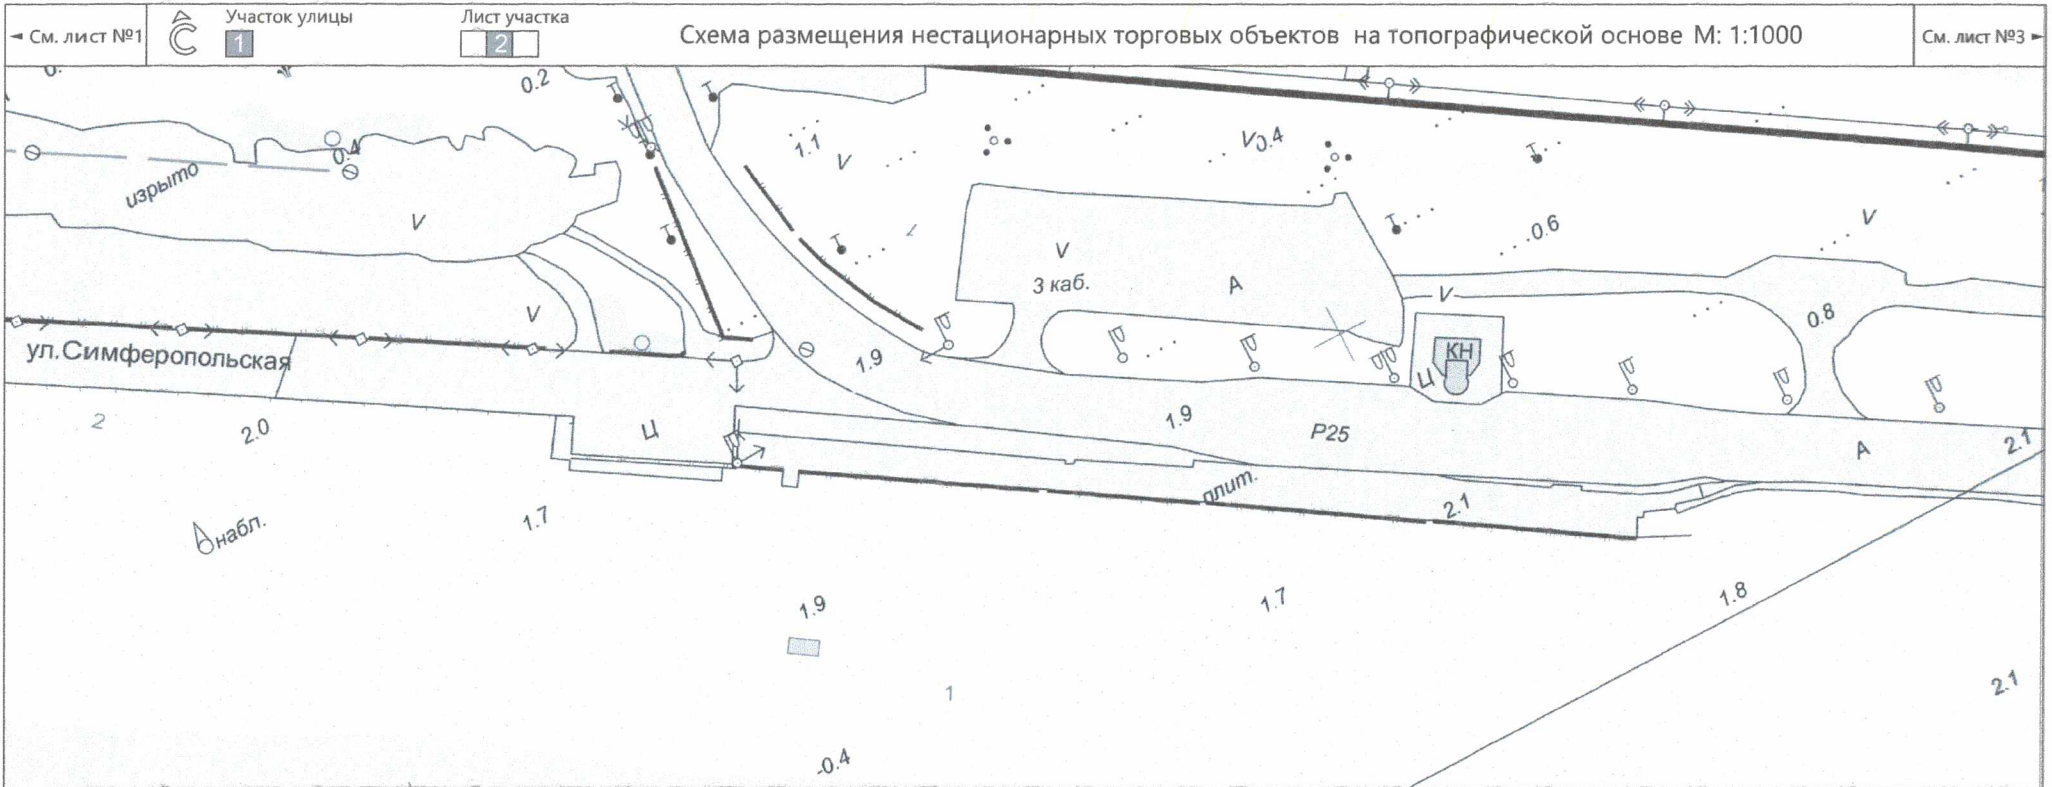 ◄ См. лист №1
С
Участок улицы
1
Лист участка
2
Схема размещения нестационарных торговых объектов на топографической основе М: 1:1000
См. лист №3 ►
0.2
0.4
изрыто
V
1.1
V
V
0.4
0.6
V
V
3 каб.
А
V
0.8
V
ул.Симферопольская
1.9
КН
Ц
2
2.0
Ц
1.9
Р25
А
2.1
плит.
2.1
набл.
1.7
1.9
1.7
1.8
1
2.1
-0.4